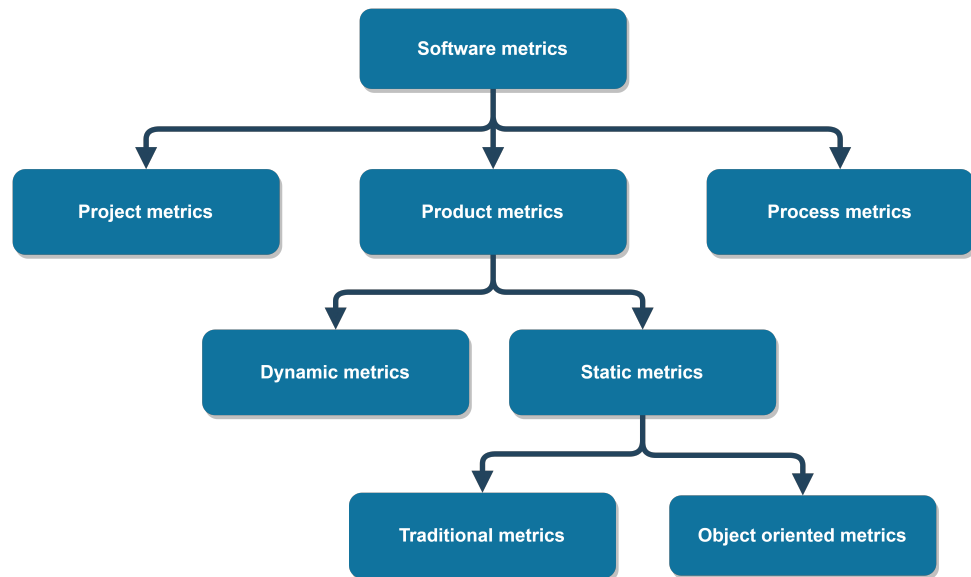 Software metrics
Project metrics
Product metrics
Process metrics
Dynamic metrics
Static metrics
Traditional metrics
Object oriented metrics